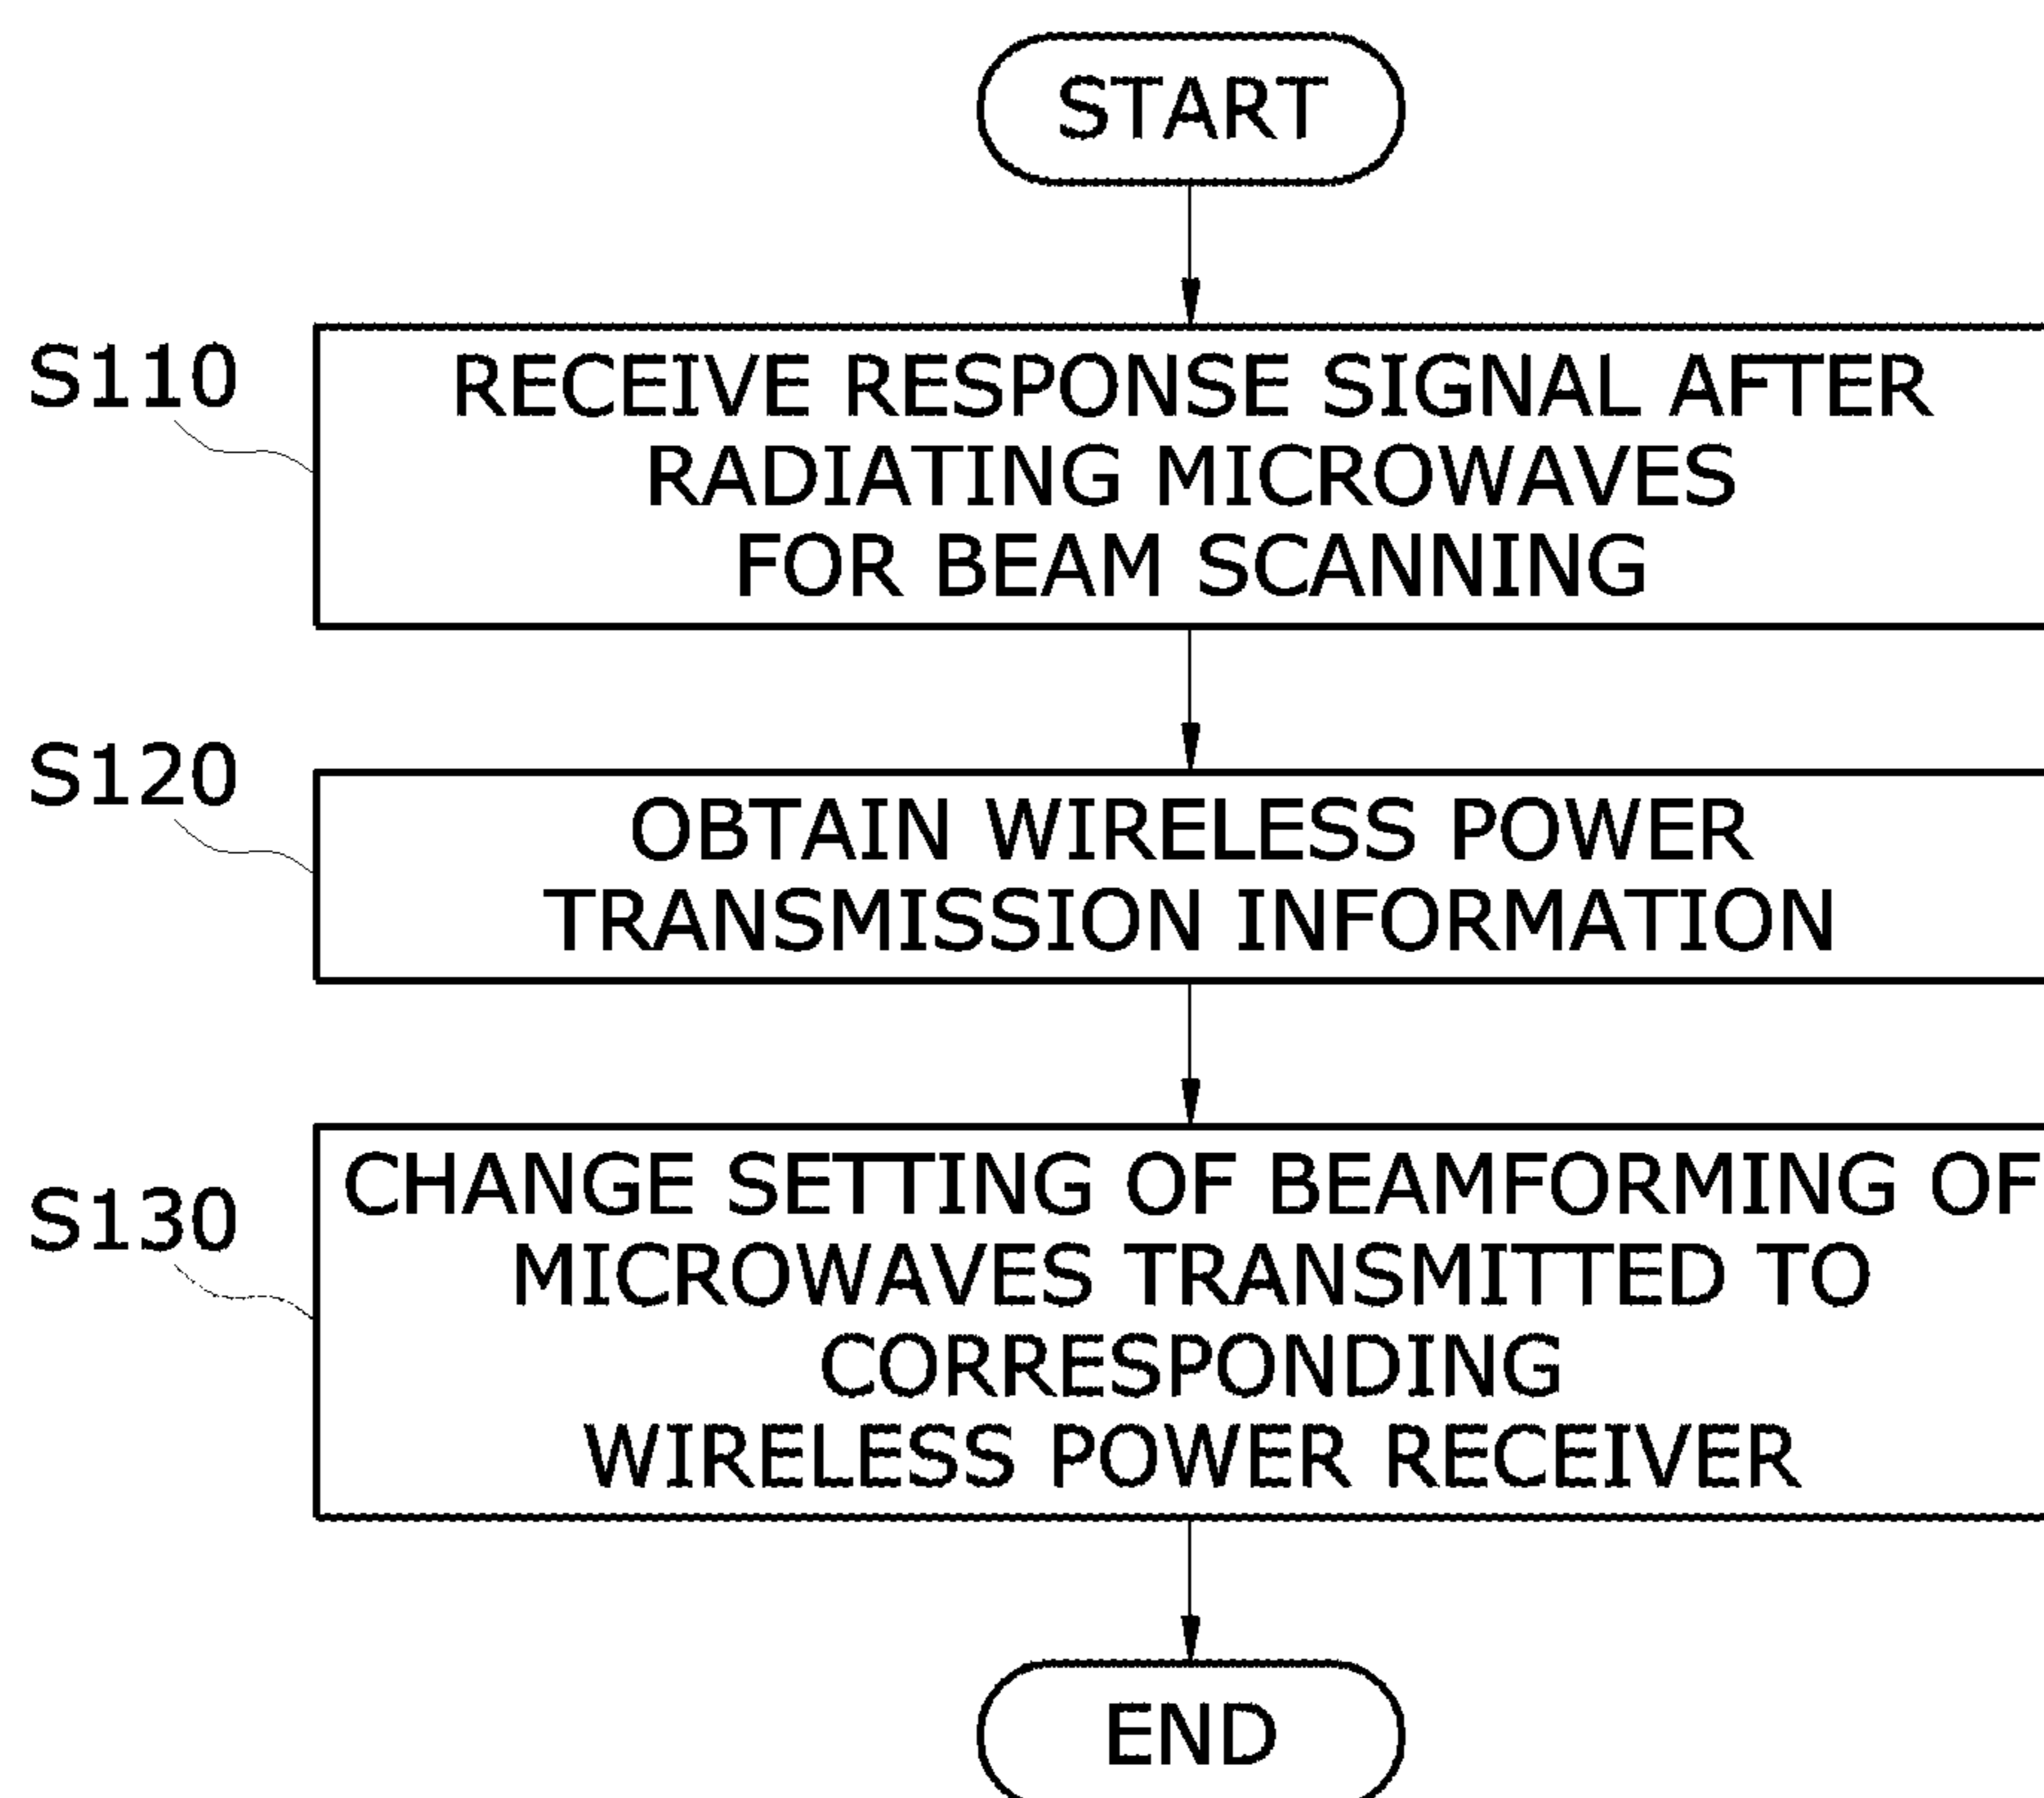 START
S110
RECEIVE RESPONSE SIGNAL AFTER
RADIATING MICROWAVES
FOR BEAM SCANNING
S120
OBTAIN WIRELESS POWER
TRANSMISSION INFORMATION
S130
CHANGE SETTING OF BEAMFORMING OF
MICROWAVES TRANSMITTED TO
CORRESPONDING
WIRELESS POWER RECEIVER
END